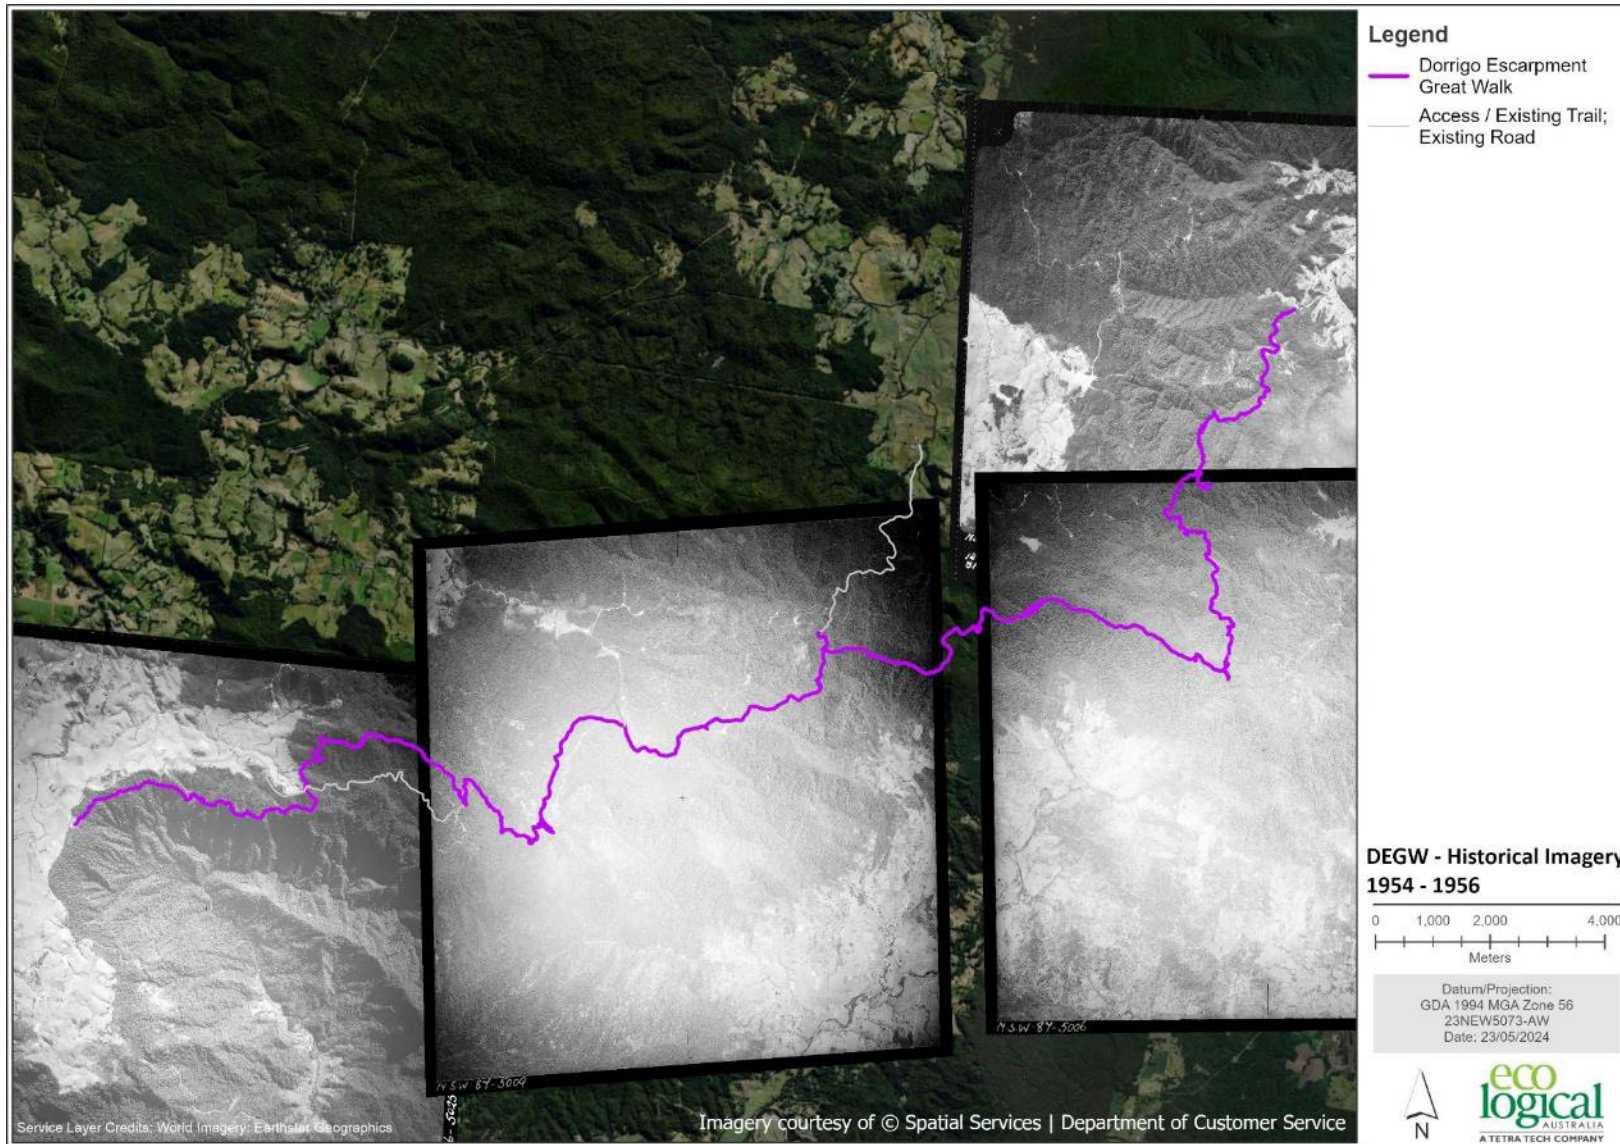 Legend
Dorrigo Escarpment
Great Walk
Access / Existing Trail;
Existing Road
DEGW - Historical Imagery
1954 - 1956
0 1,000 2,000 4,000
Meters
Datum/Projection:
GDA 1994 MGA Zone 56
23NEW5073-AW
Date: 23/05/2024
N
eco
logical
AUSTRALIA
A TETRA TECH COMPANY
NSW 87-5006
NSW 87-5009
Service Layer Credits: World Imagery: Earthstar Geographics
Imagery courtesy of © Spatial Services | Department of Customer Service